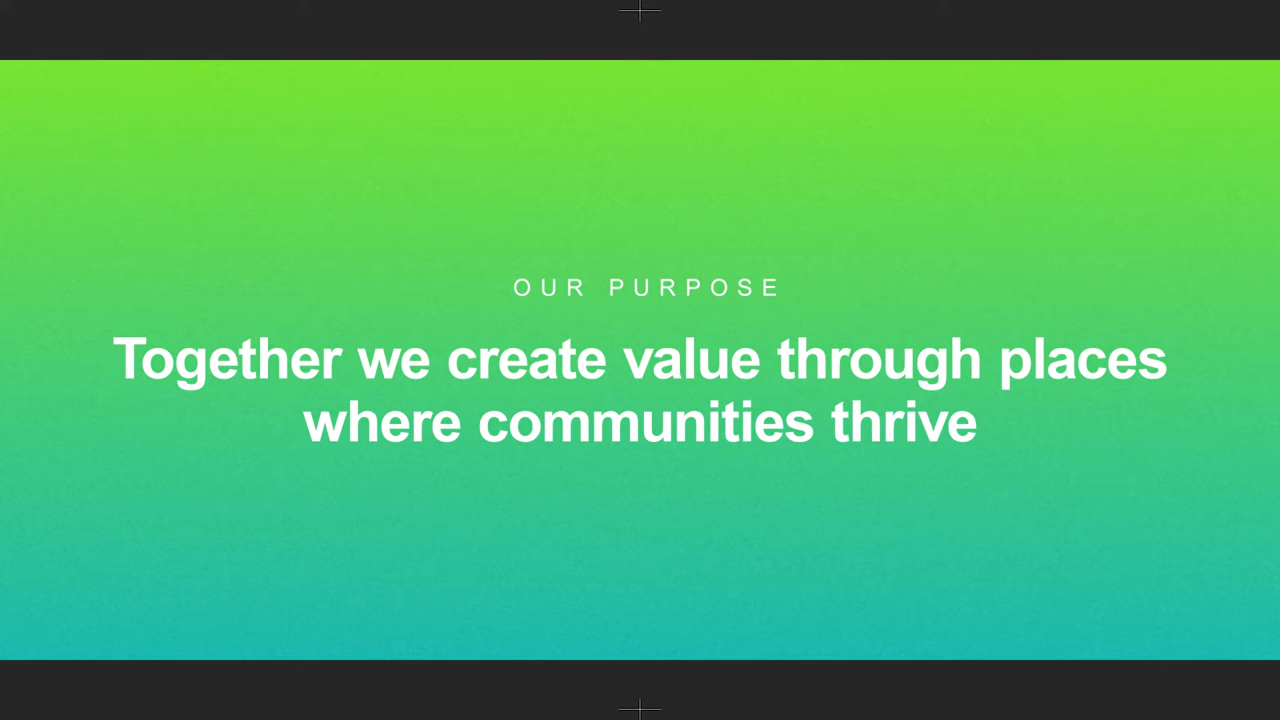 OUR PURPOSE
Together we create value through places
where communities thrive